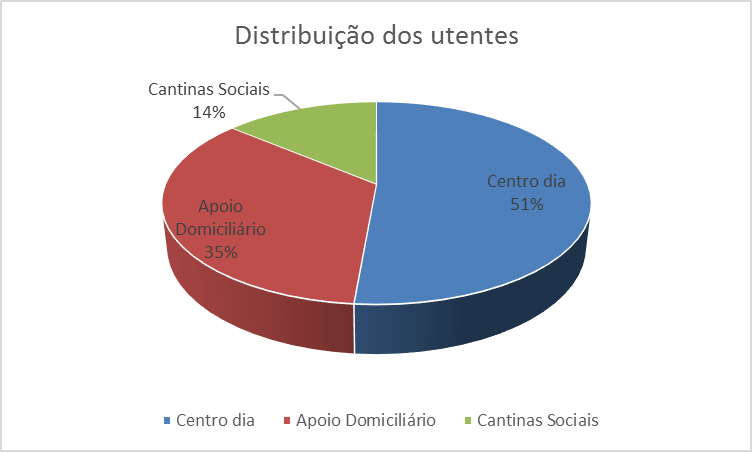 Distribuição dos utentes
Cantinas Sociais
14%
Centro dia
51%
Apoio
Domiciliário
35%
Centro dia
Apoio Domiciliário
Cantinas Sociais